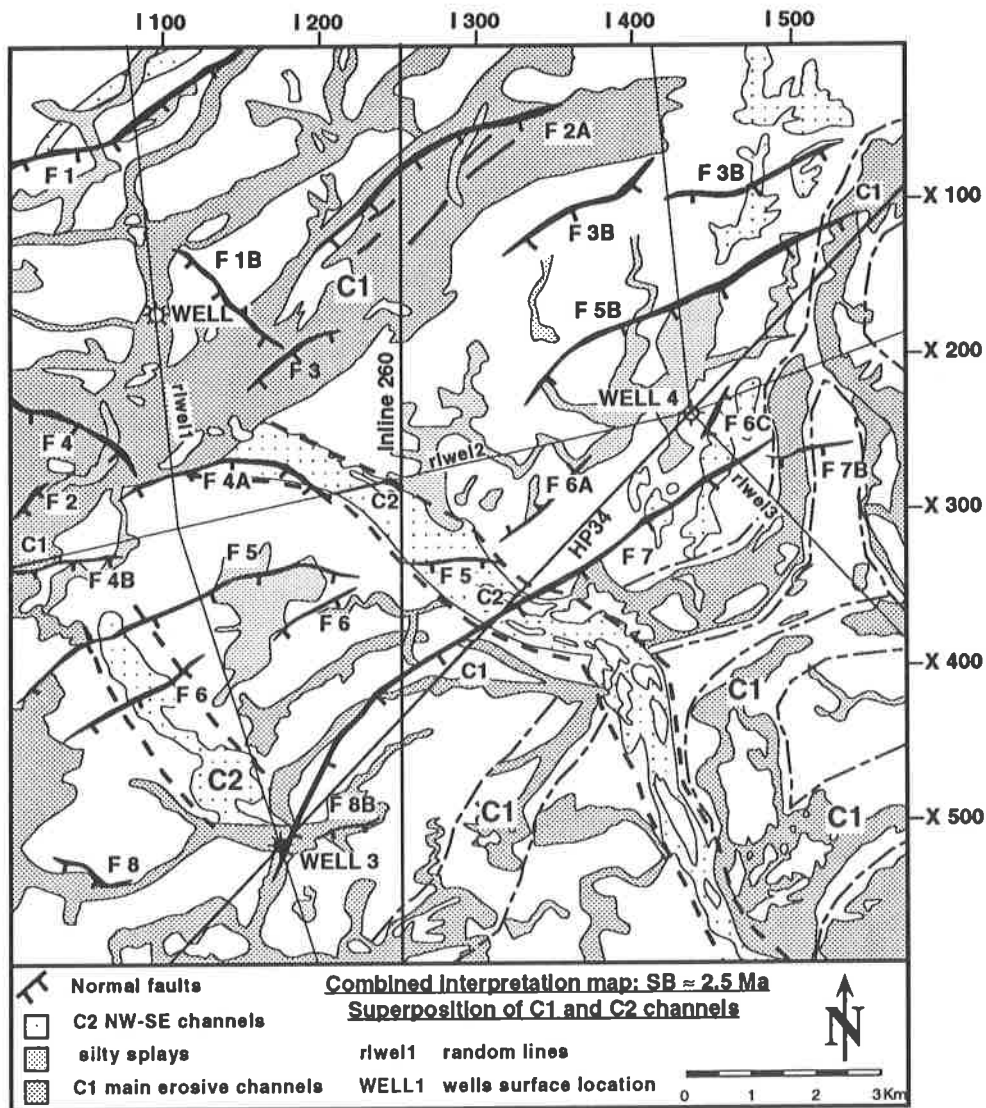 I 100 I 200 I 300 I 400 I 500
F 1
F 2A
F 3B
C1
X 100
F 1B
F 3B
C1
F 5B
WELL
F 3
X 200
Inline 260
WELL 4
rlwel1
F 4
rlwel2
F 6C
F 2
F 4A
C2
F 6A
rlwel3
F 7B
X 300
C1
HP34
F 4B
F 5
F 5
F 7
C2
F 6
X 400
C1
F 6
C1
C2
F 8B
C1
C1
X 500
F 8
WELL 3
Normal faults
C2 NW-SE channels
silty splays
C1 main erosive channels
Combined interpretation map: SB ≈ 2.5 Ma
Superposition of C1 and C2 channels
rlwel1 random lines
WELL1 wells surface location
N
0 1 2 3Km